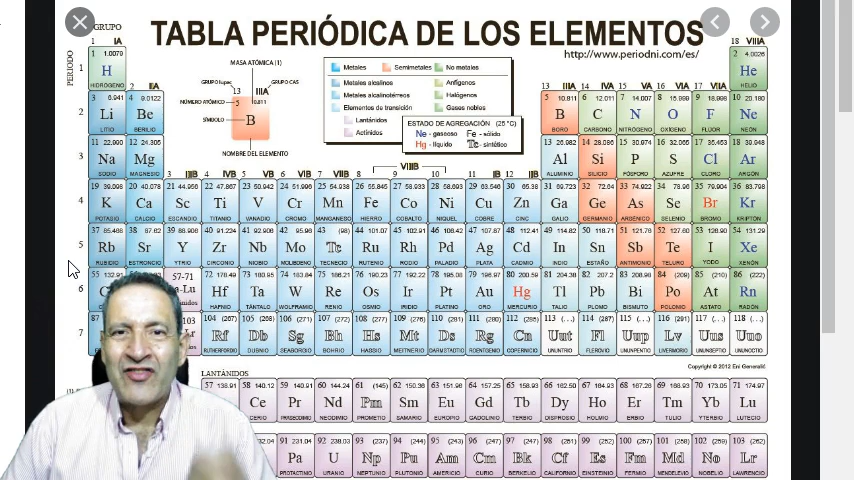 TABLA PERIÓDICA DE LOS ELEMENTOS
http://www.periodni.com/es/
GRUPO
PERIODO
1 IA
18 VIIIA
1 1.0079 2 4.0026
1 H He
HIDRÓGENO HELIO
MASA ATÓMICA (1)
GRUPO Iupac GRUPO CAS
13 IIIA
NÚMERO ATÓMICO 5 10.811
SÍMBOLO B
BORO
NOMBRE DEL ELEMENTO
Metales Semimetales No metales
Metales alcalinos Anfígenos
Metales alcalinotérreos Halógenos
Elementos de transición Gases nobles
Lantánidos
Actínidos
ESTADO DE AGREGACIÓN (25 °C)
Ne - gaseoso Fe - sólido
Hg - líquido Tc - sintético
2 IIA 13 IIIA 14 IVA 15 VA 16 VIA 17 VIIA
3 6.941 4 9.0122 5 10.811 6 12.011 7 14.007 8 15.999 9 18.998 10 20.180
2 Li Be B C N O F Ne
LITIO BERILIO BORO CARBONO NITRÓGENO OXÍGENO FLÚOR NEÓN
11 22.990 12 24.305 13 26.982 14 28.086 15 30.974 16 32.065 17 35.453 18 39.948
3 Na Mg Al Si P S Cl Ar
SODIO MAGNESIO ALUMINIO SILICIO FÓSFORO AZUFRE CLORO ARGÓN
3 IIIB 4 IVB 5 VB 6 VIB 7 VIIB 8 9 10 VIIIB 11 IB 12 IIB
19 39.098 20 40.078 21 44.956 22 47.867 23 50.942 24 51.996 25 54.938 26 55.845 27 58.933 28 58.693 29 63.546 30 65.38 31 69.723 32 72.64 33 74.922 34 78.96 35 79.904 36 83.798
4 K Ca Sc Ti V Cr Mn Fe Co Ni Cu Zn Ga Ge As Se Br Kr
POTASIO CALCIO ESCANDIO TITANIO VANADIO CROMO MANGANESO HIERRO COBALTO NIQUEL COBRE ZINC GALIO GERMANIO ARSÉNICO SELENIO BROMO KRIPTÓN
37 85.468 38 87.62 39 88.906 40 91.224 41 92.906 42 95.96 43 (98) 44 101.07 45 102.91 46 106.42 47 107.87 48 112.41 49 114.82 50 118.71 51 121.76 52 127.60 53 126.90 54 131.29
5 Rb Sr Y Zr Nb Mo Tc Ru Rh Pd Ag Cd In Sn Sb Te I Xe
RUBIDIO ESTRONCIO YTRIO CIRCONIO NIOBIO MOLIBDENO TECNECIO RUTENIO RODIO PALADIO PLATA CADMIO INDIO ESTAÑO ANTIMONIO TELURO YODO XENÓN
55 132.91 57-71 72 178.49 73 180.95 74 183.84 75 186.21 76 190.23 77 192.22 78 195.08 79 196.97 80 200.59 81 204.38 82 207.2 83 208.98 84 (209) 85 (210) 86 (222)
6 Hf Ta W Re Os Ir Pt Au Hg Tl Pb Bi Po At Rn
HAFNIO TÁNTALO WOLFRAMIO RENIO OSMIO IRIDIO PLATINO ORO MERCURIO TALIO PLOMO BISMUTO POLONIO ASTATO RADÓN
87 104 (267) 105 (268) 106 (271) 107 (272) 108 (277) 109 (276) 110 (281) 111 (280) 112 (285) 113 (...) 114 (287) 115 (...) 116 (291) 117 (...) 118 (...)
7 Rf Db Sg Bh Hs Mt Ds Rg Cn Uut Fl Uup Lv Uus Uuo
RUTHERFORDIO DUBNIO SEABORGIO BOHRIO HASSIO MEITNERIO DARMSTADTIO ROENTGENIO COPERNICIO UNUNTRIO FLEROVIO UNUNPENTIO LIVERMORIO UNUNSEPTIO UNUNOCTIO
Copyright © 2012 Eni Generalić
LANTÁNIDOS
57 138.91 58 140.12 59 140.91 60 144.24 61 (145) 62 150.36 63 151.96 64 157.25 65 158.93 66 162.50 67 164.93 68 167.26 69 168.93 70 173.05 71 174.97
Ce Pr Nd Pm Sm Eu Gd Tb Dy Ho Er Tm Yb Lu
CERIO PRASEODIMIO NEODIMIO PROMETIO SAMARIO EUROPIO GADOLINIO TERBIO DISPROSIO HOLMIO ERBIO TULIO YTERBIO LUTECIO
91 231.04 92 238.03 93 (237) 94 (244) 95 (243) 96 (247) 97 (247) 98 (251) 99 (252) 100 (257) 101 (258) 102 (259) 103 (262)
Pa U Np Pu Am Cm Bk Cf Es Fm Md No Lr
PROTACTINIO URANIO NEPTUNIO PLUTONIO AMERICIO CURIO BERKELIO CALIFORNIO EINSTENIO FERMIO MENDELEVIO NOBELIO LAWRENCIO